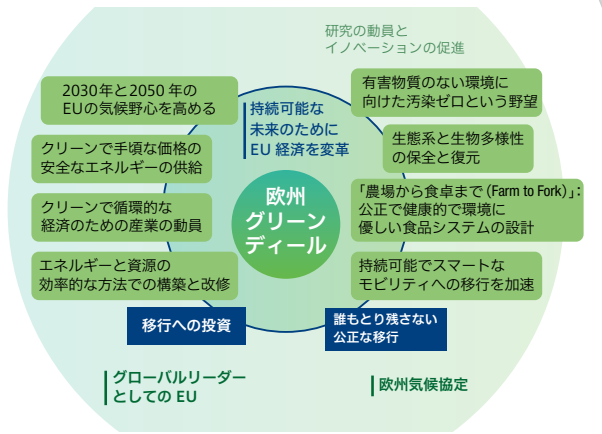 研究の動員と
イノベーションの促進
2030年と2050 年の
EUの気候野心を高める
クリーンで手頃な価格の
安全なエネルギーの供給
クリーンで循環的な
経済のための産業の動員
エネルギーと資源の
効率的な方法での構築と改修
持続可能な
未来のために
EU 経済を変革
欧州
グリーン
ディール
有害物質のない環境に
向けた汚染ゼロという野望
生態系と生物多様性
の保全と復元
「農場から食卓まで（Farm to Fork）」：
公正で健康的で環境に
優しい食品システムの設計
持続可能でスマートな
モビリティへの移行を加速
移行への投資
誰もとり残さない
公正な移行
グローバルリーダー
としての EU
欧州気候協定